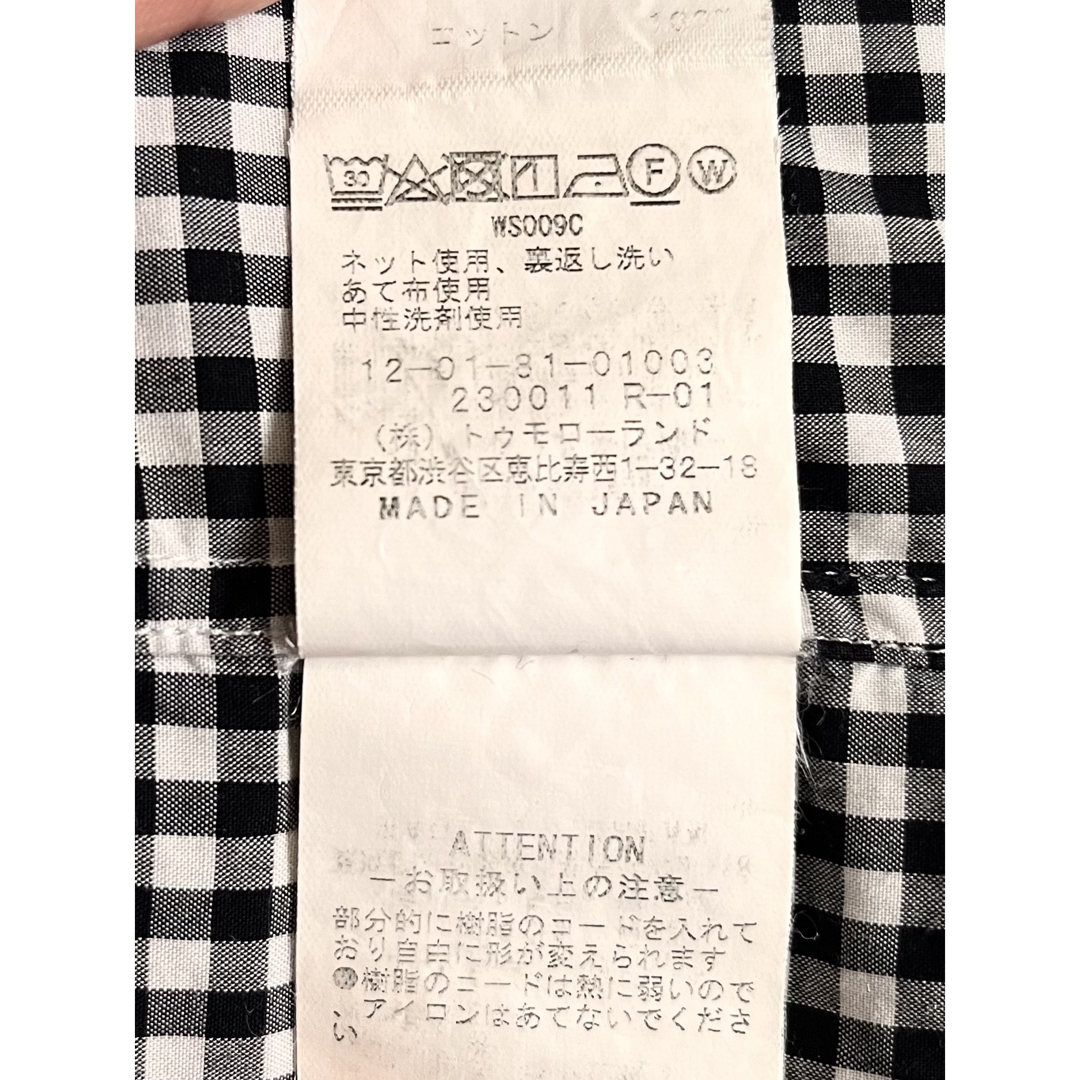 コットン 100%
30 F W
WS009C
ネット使用、裏返し洗い
あて布使用
中性洗剤使用
12-01-31-01003
230011 R-01
(株)トゥモローランド
東京都渋谷区恵比寿西1-32-18
MADE IN JAPAN
ATTENTION
-お取扱い上の注意-
部分的に樹脂のコードを入れて
おり自由に形が変えられます
●樹脂のコードは熱に弱いので
、アイロンはあてないでくださ
い